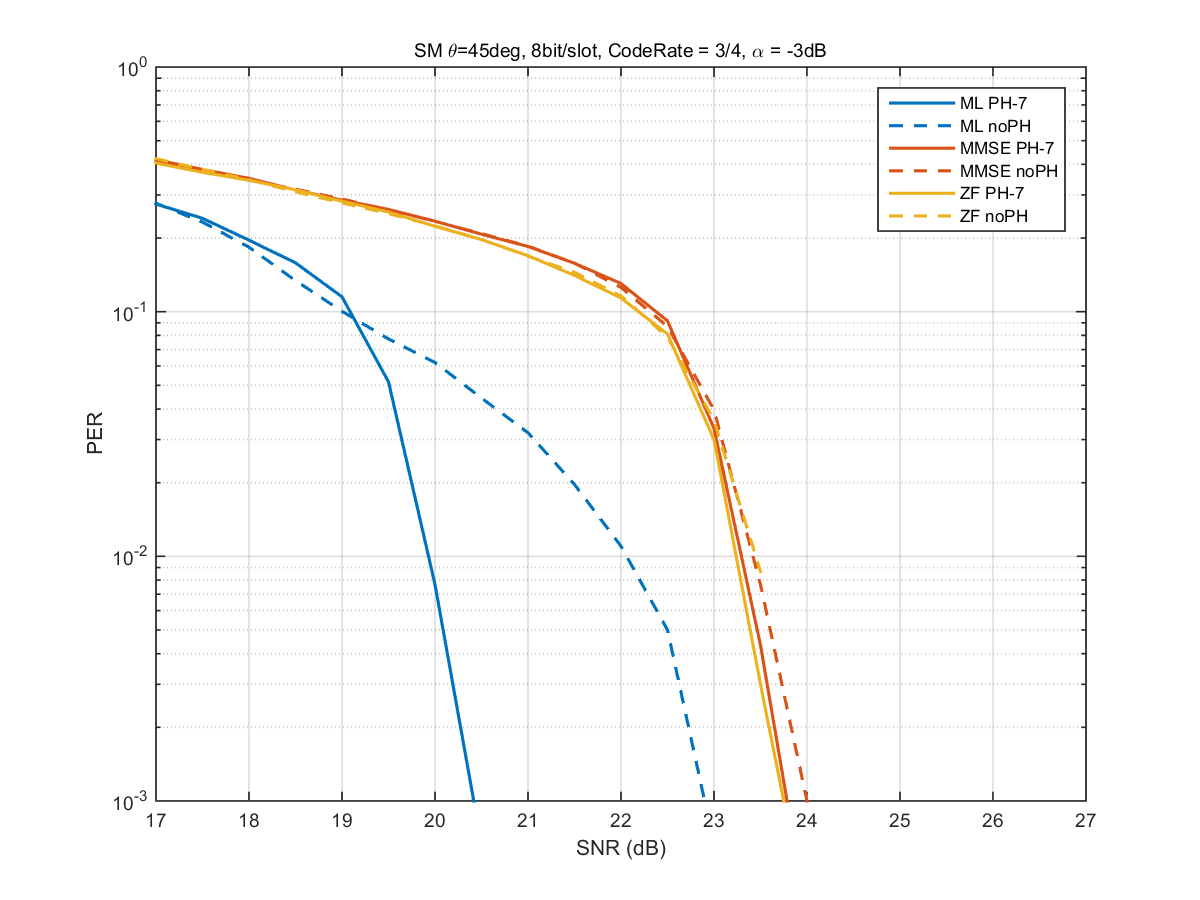 SM θ=45deg, 8bit/slot, CodeRate = 3/4, α = -3dB
10^0
ML PH-7
ML noPH
MMSE PH-7
MMSE noPH
ZF PH-7
ZF noPH
10^-1
PER
10^-2
10^-3
17 18 19 20 21 22 23 24 25 26 27
SNR (dB)